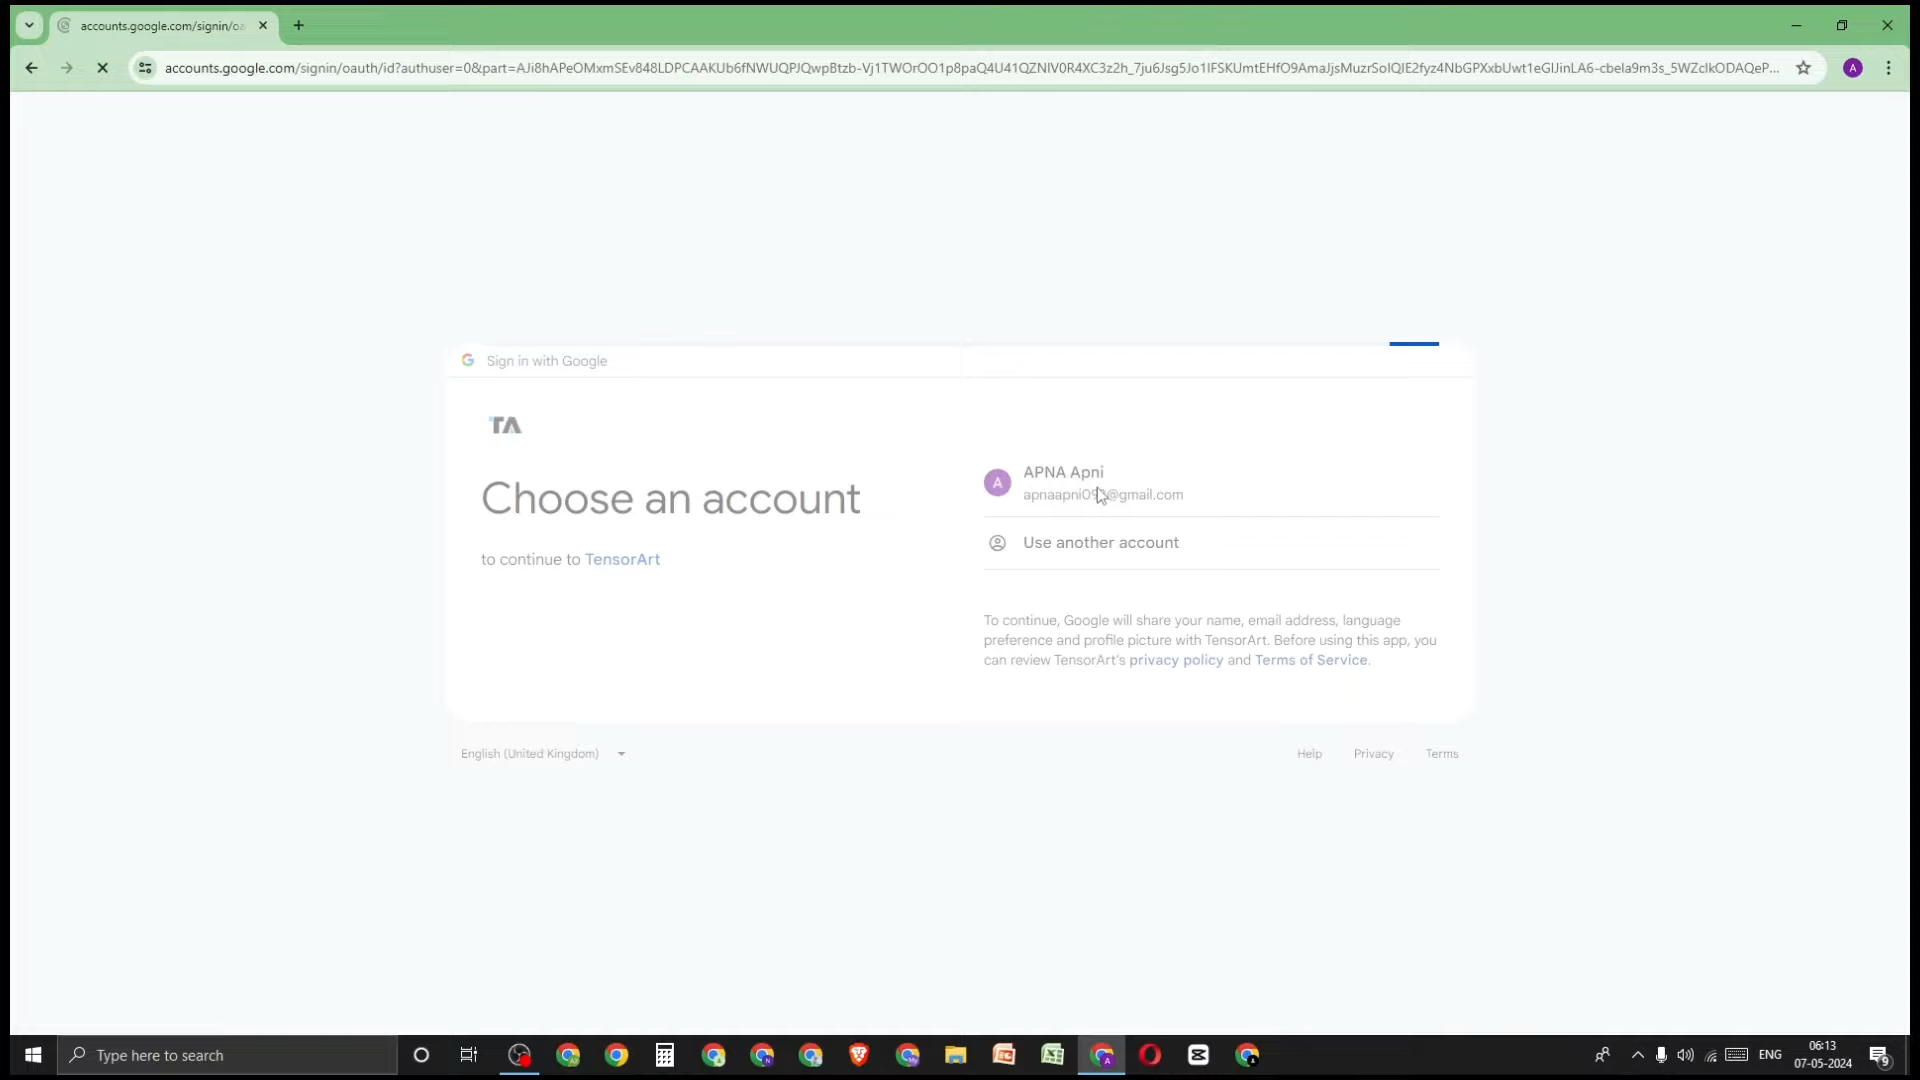 accounts.google.com/signin/oa
accounts.google.com/signin/oauth/id?authuser=0&part=
Sign in with Google
TA
Choose an account
to continue to TensorArt
A
APNA Apni
@gmail.com
Use another account
To continue, Google will share your name, email address, language
preference and profile picture with TensorArt. Before using this app, you
can review TensorArt's privacy policy and Terms of Service.
English (United Kingdom)
Help
Privacy
Terms
A
Type here to search
ENG
06:13
07-05-2024
9